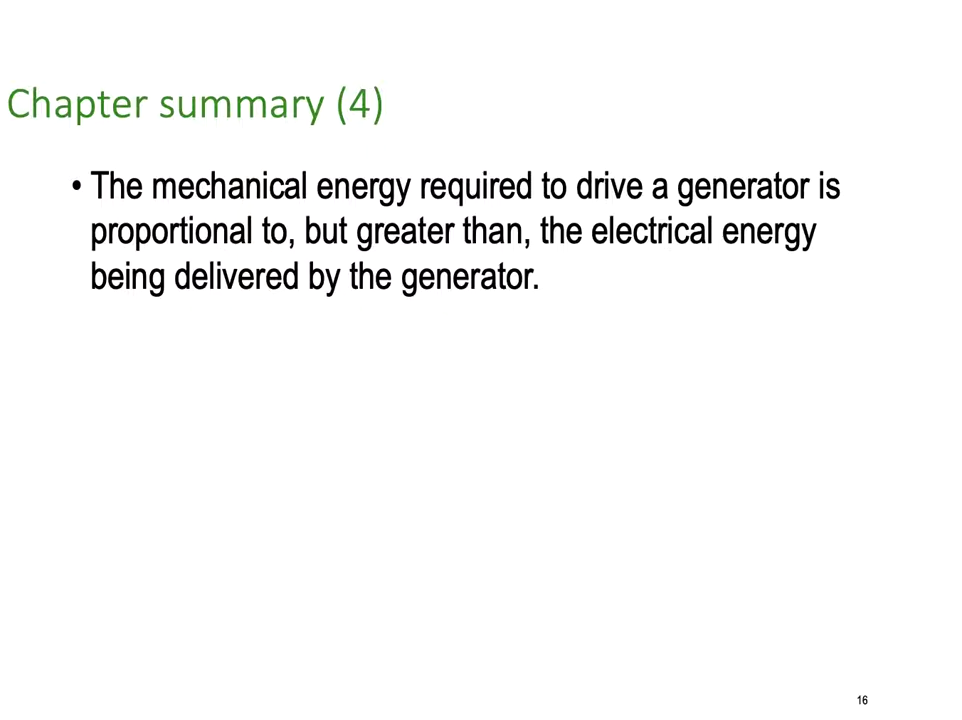 Chapter summary (4)
• The mechanical energy required to drive a generator is
proportional to, but greater than, the electrical energy
being delivered by the generator.
16